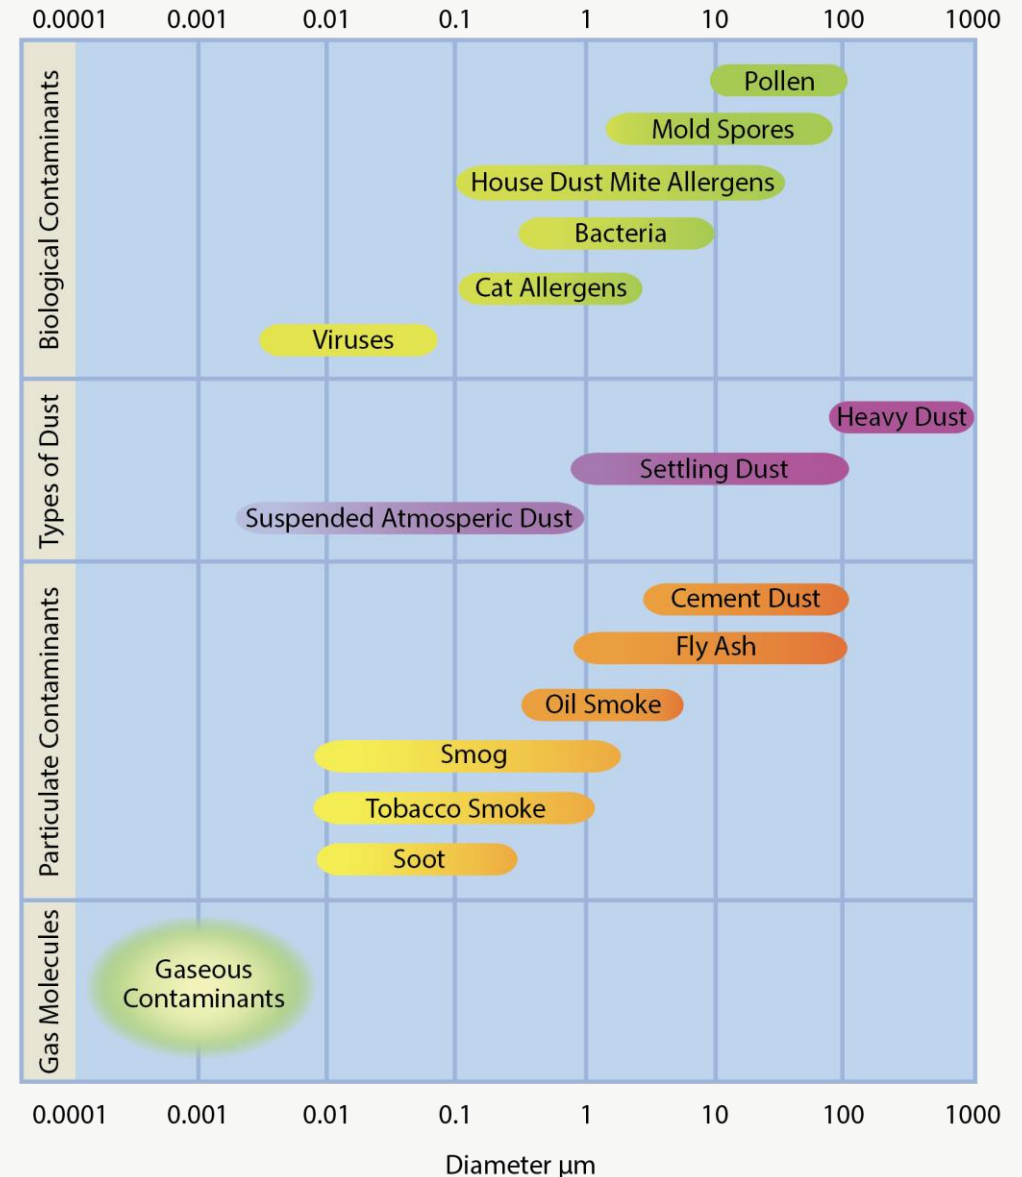 0.0001 0.001 0.01 0.1 1 10 100 1000
Biological Contaminants
Pollen
Mold Spores
House Dust Mite Allergens
Bacteria
Cat Allergens
Viruses
Types of Dust
Heavy Dust
Settling Dust
Suspended Atmosperic Dust
Particulate Contaminants
Cement Dust
Fly Ash
Oil Smoke
Smog
Tobacco Smoke
Soot
Gas Molecules
Gaseous
Contaminants
0.0001 0.001 0.01 0.1 1 10 100 1000
Diameter µm